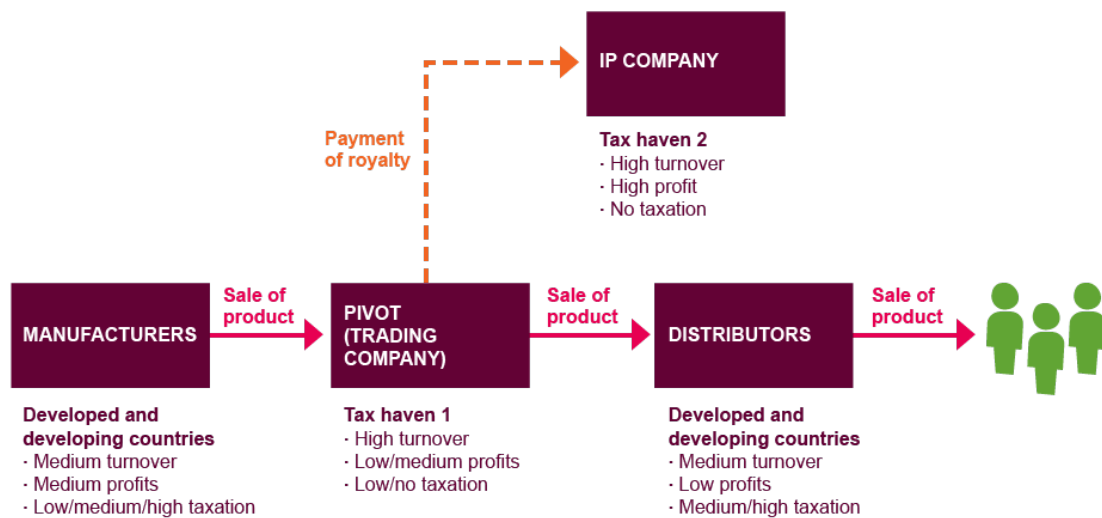 IP COMPANY
Payment
of royalty
Tax haven 2
· High turnover
· High profit
· No taxation
MANUFACTURERS
Sale of
product
PIVOT
(TRADING
COMPANY)
Sale of
product
DISTRIBUTORS
Sale of
product
Developed and
developing countries
· Medium turnover
· Medium profits
· Low/medium/high taxation
Tax haven 1
· High turnover
· Low/medium profits
· Low/no taxation
Developed and
developing countries
· Medium turnover
· Low profits
· Medium/high taxation